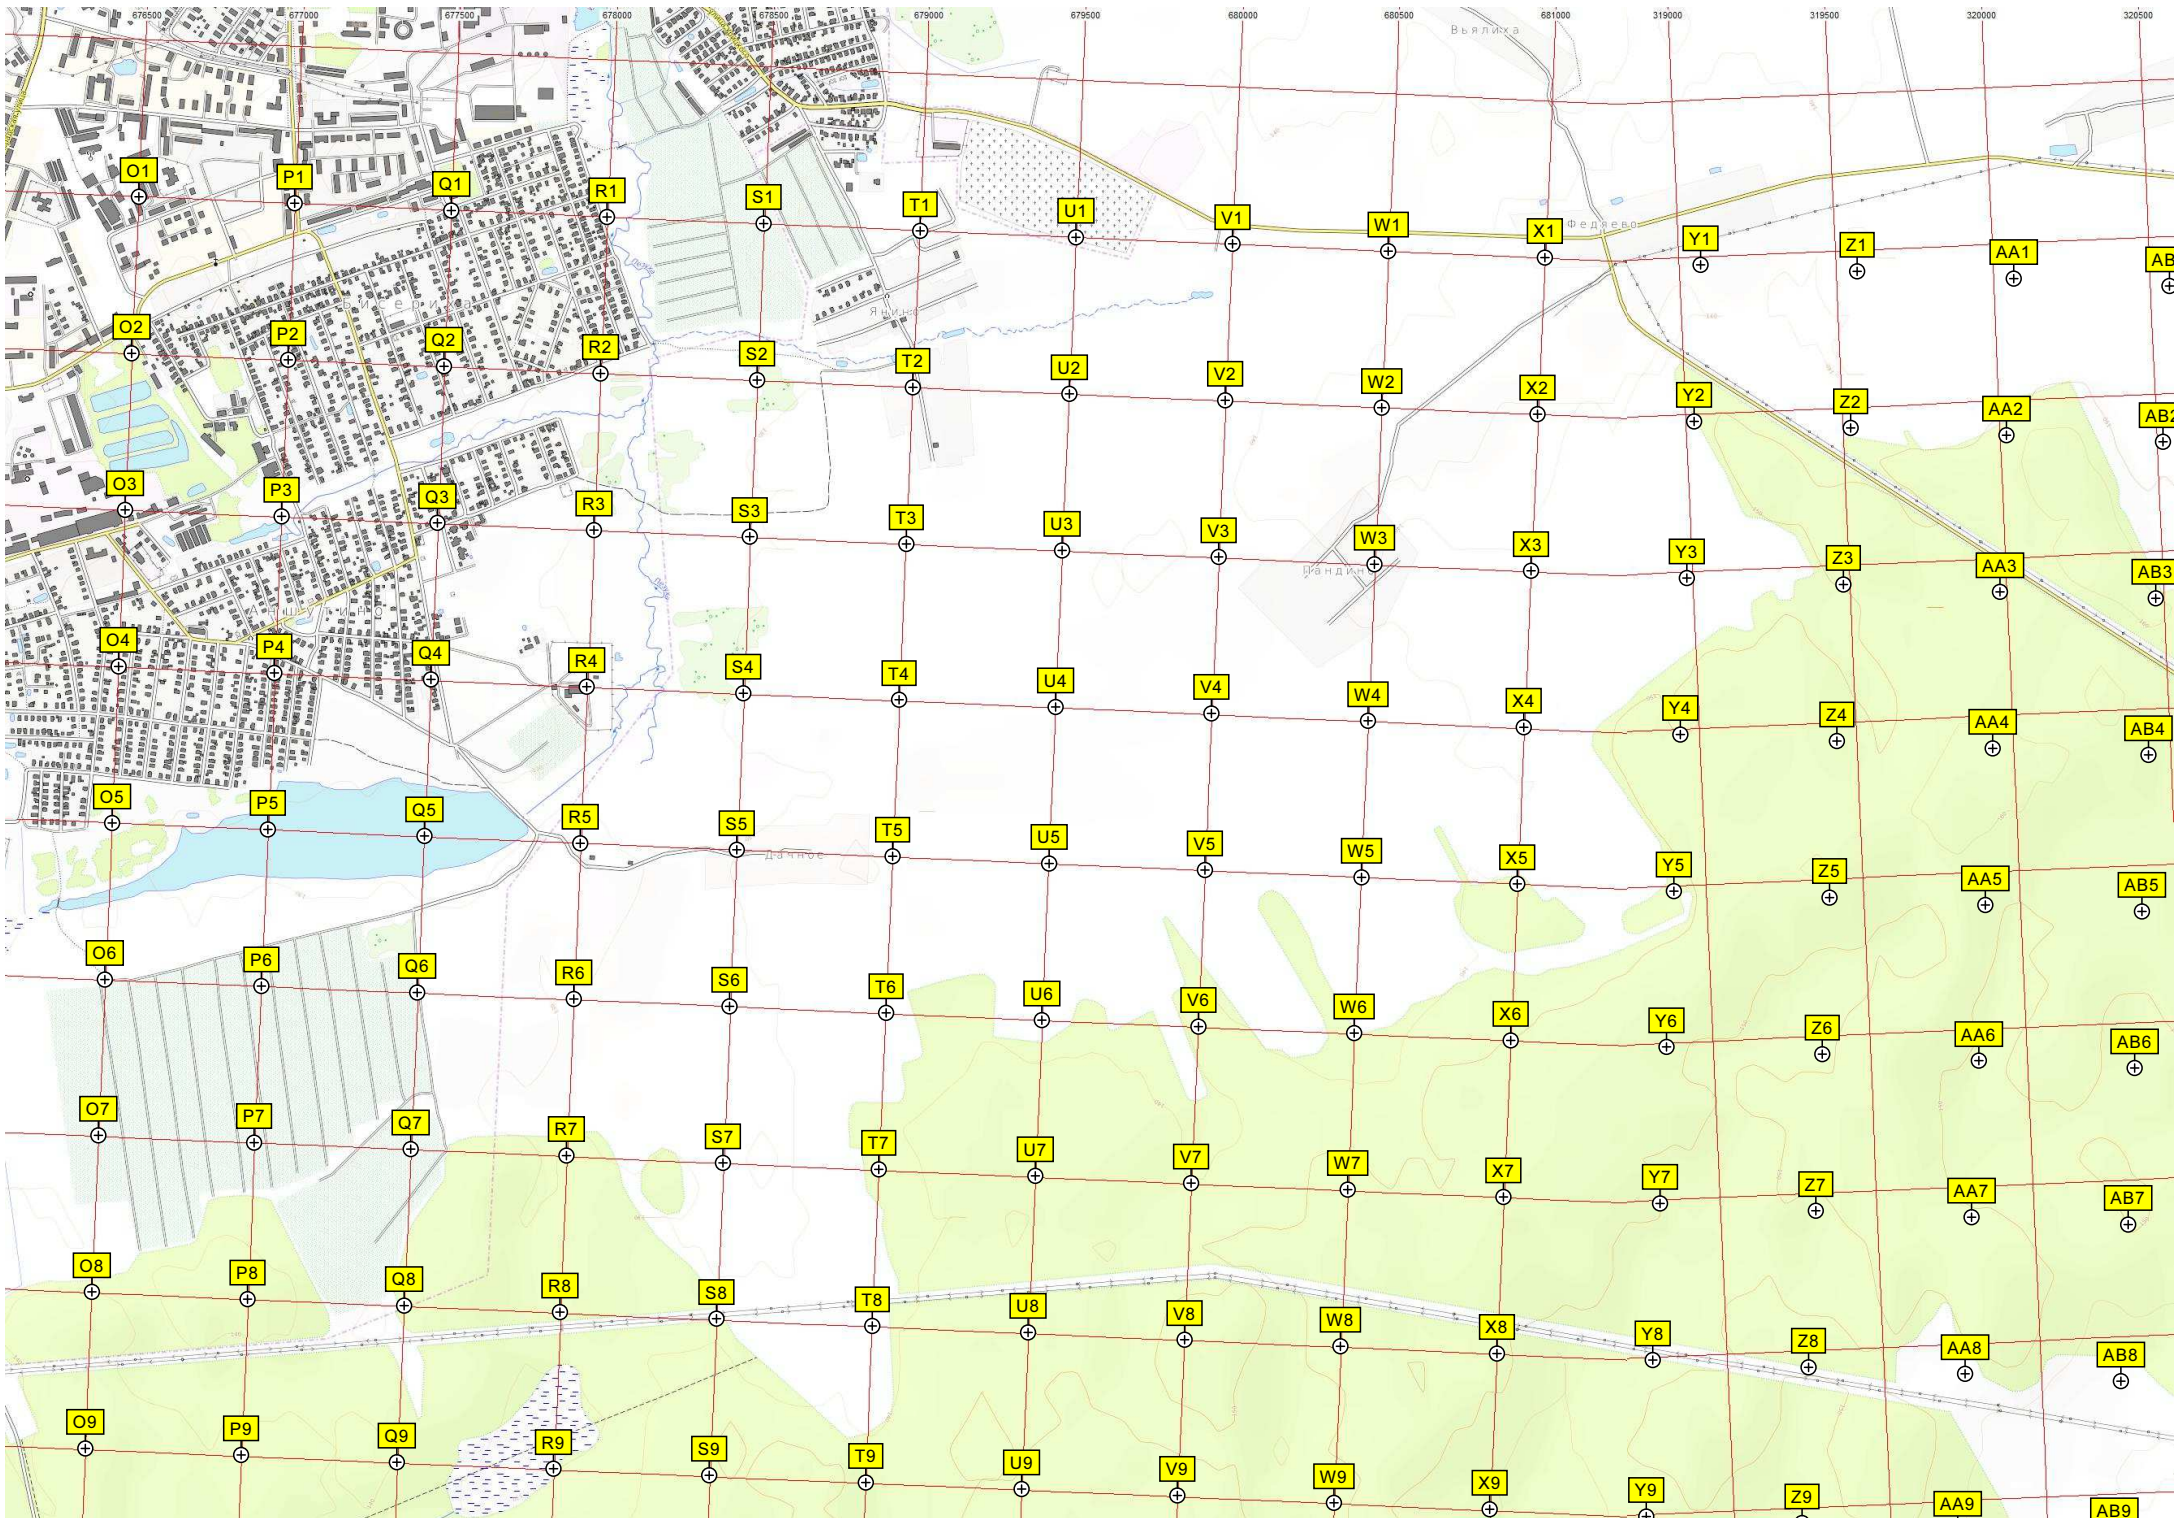 676500 677000 677500 678000 678500 679000 679500 680000 680500 681000 319000 319500 320000 320500
Вьялиха
O1 P1 Q1 R1 S1 T1 U1 V1 W1 X1 Y1 Z1 AA1 AB
Федяево
Бисериха
Янино
O2 P2 Q2 R2 S2 T2 U2 V2 W2 X2 Y2 Z2 AA2 AB2
O3 P3 Q3 R3 S3 T3 U3 V3 W3 X3 Y3 Z3 AA3 AB3
O4 P4 Q4 R4 S4 T4 U4 V4 W4 X4 Y4 Z4 AA4 AB4
O5 P5 Q5 R5 S5 T5 U5 V5 W5 X5 Y5 Z5 AA5 AB5
Дачное
O6 P6 Q6 R6 S6 T6 U6 V6 W6 X6 Y6 Z6 AA6 AB6
O7 P7 Q7 R7 S7 T7 U7 V7 W7 X7 Y7 Z7 AA7 AB7
O8 P8 Q8 R8 S8 T8 U8 V8 W8 X8 Y8 Z8 AA8 AB8
O9 P9 Q9 R9 S9 T9 U9 V9 W9 X9 Y9 Z9 AA9 AB9